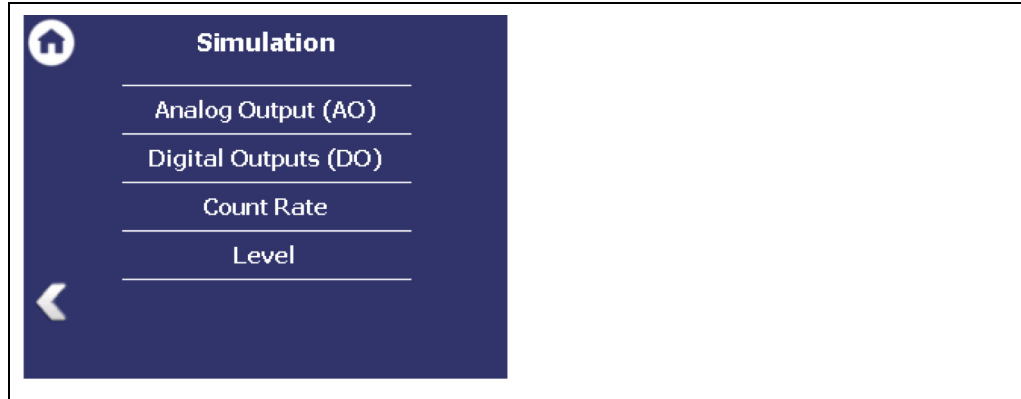 Simulation
Analog Output (AO)
Digital Outputs (DO)
Count Rate
Level